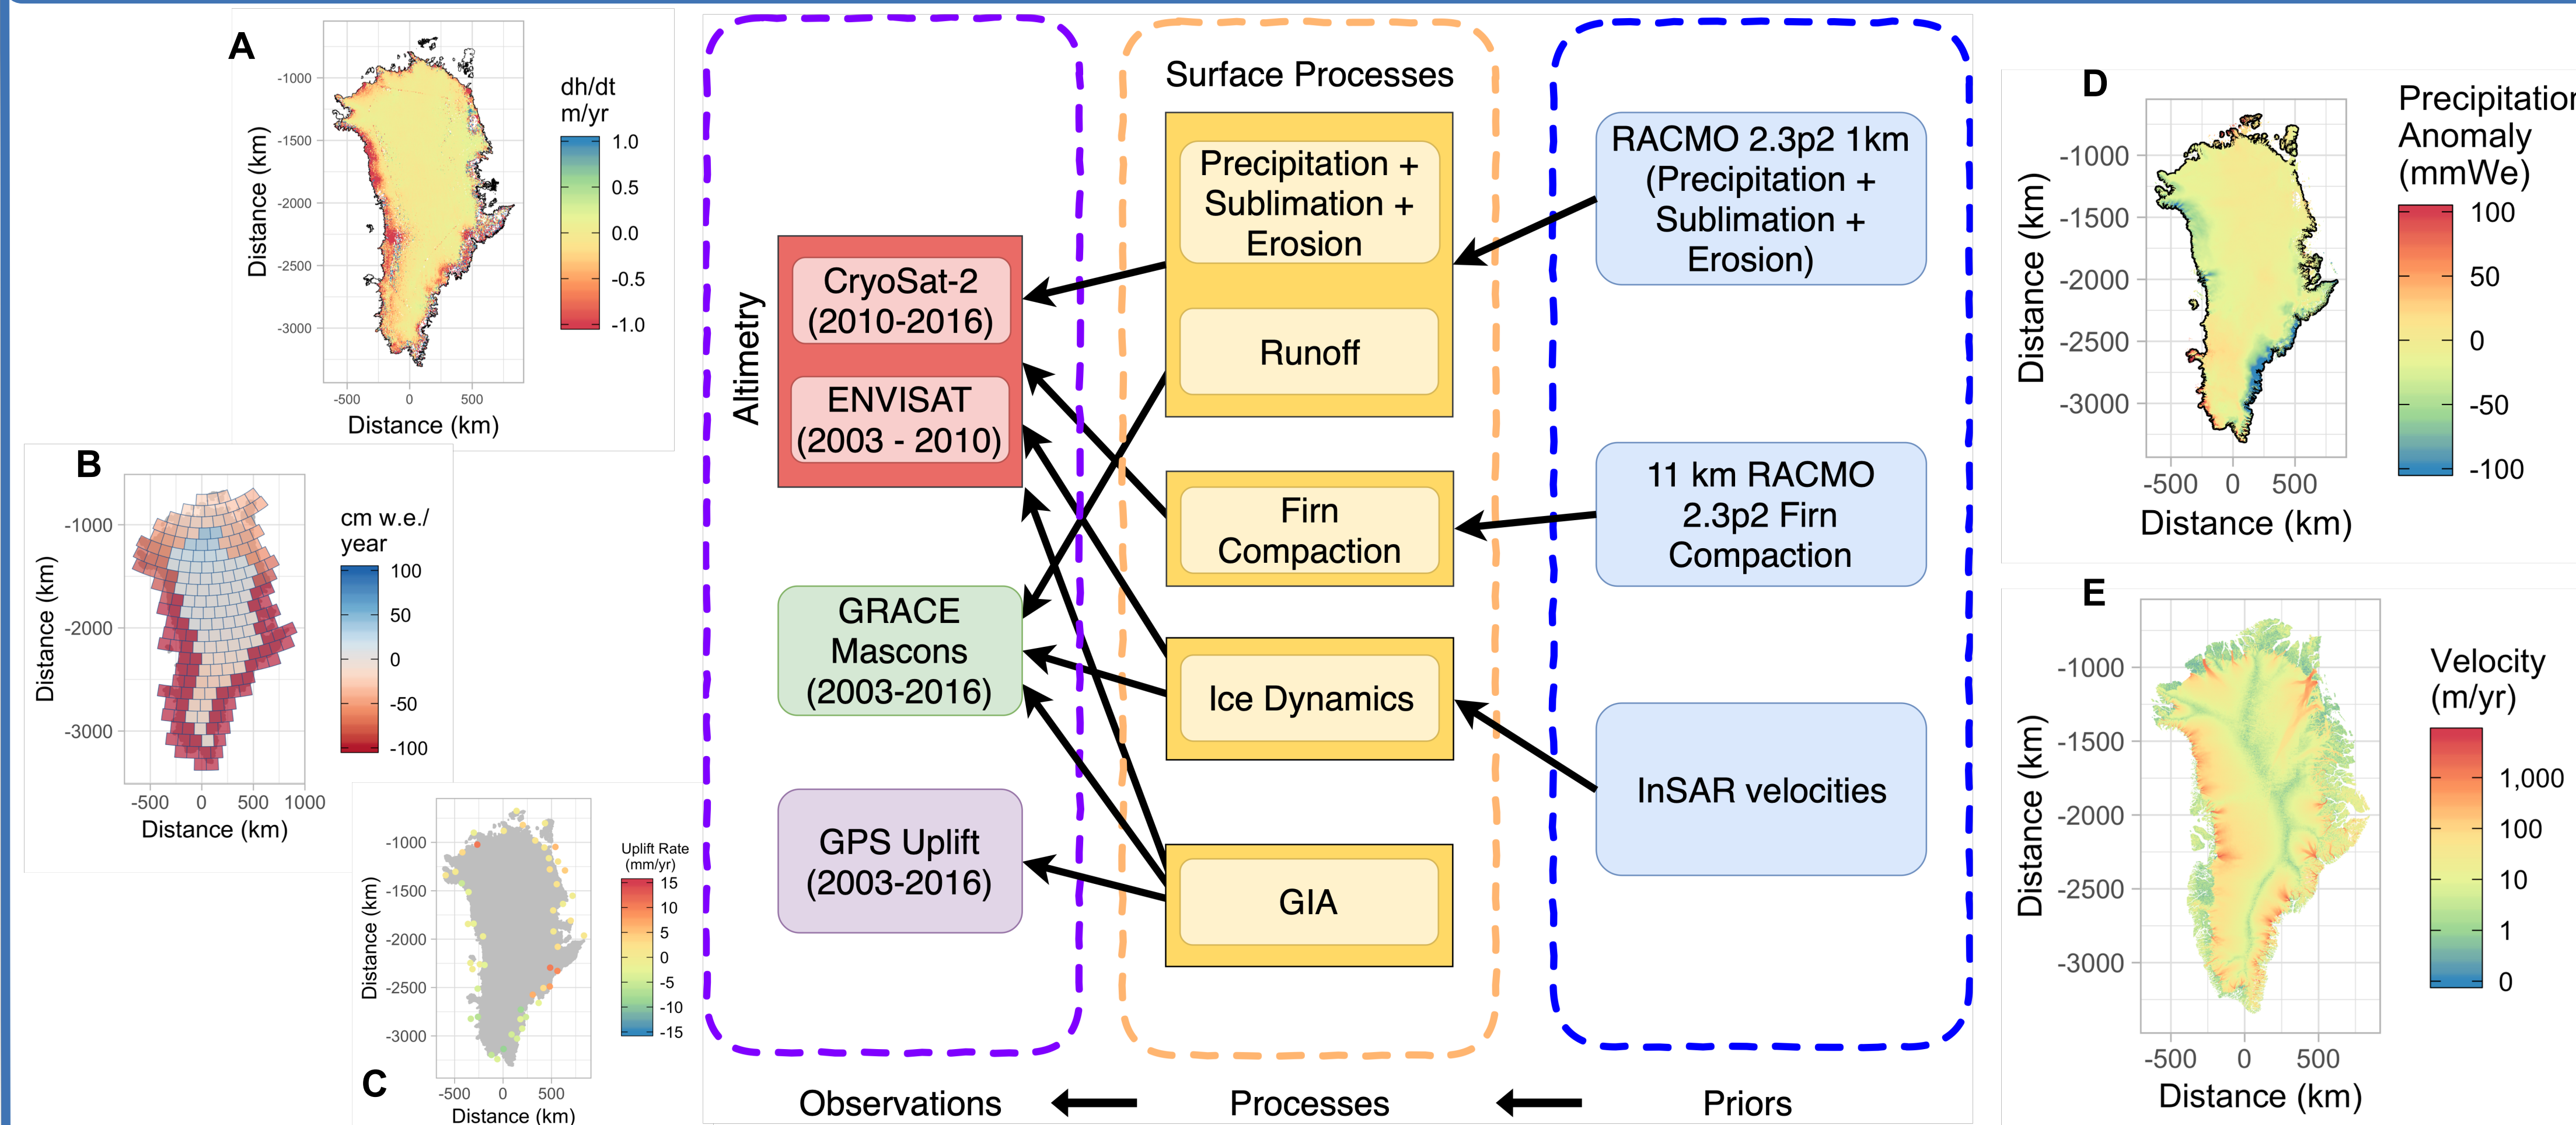 A
dh/dt
m/yr
1.0
0.5
0.0
-0.5
-1.0
-1000
-1500
-2000
-2500
-3000
-500
0
500
Distance (km)
Distance (km)
B
cm w.e./
year
100
50
0
-50
-100
-1000
-2000
-3000
-500
0
500
1000
Distance (km)
Distance (km)
C
Uplift Rate
(mm/yr)
15
10
5
0
-5
-10
-15
-1000
-1500
-2000
-2500
-3000
-500
0
500
Distance (km)
Distance (km)
Altimetry
CryoSat-2
(2010-2016)
ENVISAT
(2003 - 2010)
GRACE
Mascons
(2003-2016)
GPS Uplift
(2003-2016)
Observations
Surface Processes
Precipitation +
Sublimation +
Erosion
Runoff
Firn
Compaction
Ice Dynamics
GIA
Processes
RACMO 2.3p2 1km
(Precipitation +
Sublimation +
Erosion)
11 km RACMO
2.3p2 Firn
Compaction
InSAR velocities
Priors
D
Precipitation
Anomaly
(mmWe)
100
50
0
-50
-100
-1000
-1500
-2000
-2500
-3000
-500
0
500
Distance (km)
Distance (km)
E
Velocity
(m/yr)
1,000
100
10
1
0
-1000
-1500
-2000
-2500
-3000
-500
0
500
Distance (km)
Distance (km)